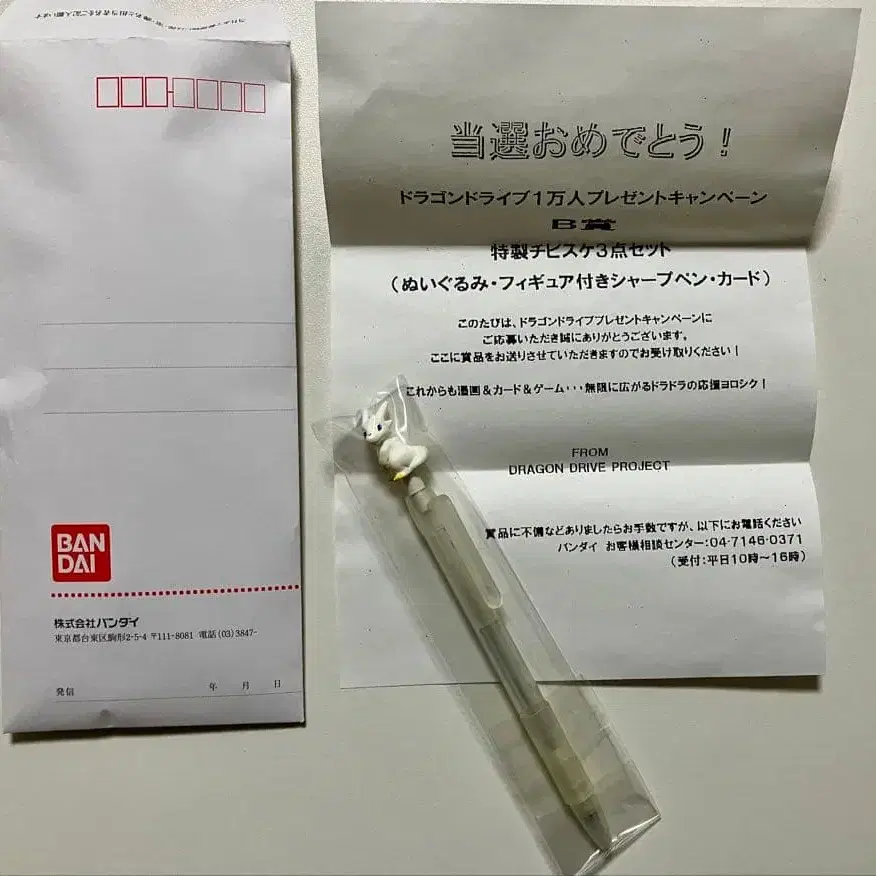 BAN
DAI
株式会社バンダイ
東京都台東区駒形2-5-4 〒111-8081 電話(03)3847-
発信 年 月 日
当選おめでとう！
ドラゴンドライブ1万人プレゼントキャンペーン
B賞
特製チビスケ3点セット
（ぬいぐるみ・フィギュア付きシャープペン・カード）
このたびは、ドラゴンドライブプレゼントキャンペーンに
ご応募いただき誠にありがとうございます。
ここに賞品をお送りさせていただきますのでお受け取りください！
これからも漫画＆カード＆ゲーム・・・無限に広がるドラドラの応援ヨロシク！
FROM
DRAGON DRIVE PROJECT
賞品に不備などありましたらお手数ですが、以下にお電話ください
バンダイ お客様相談センター：04-7146-0371
（受付：平日10時～16時）